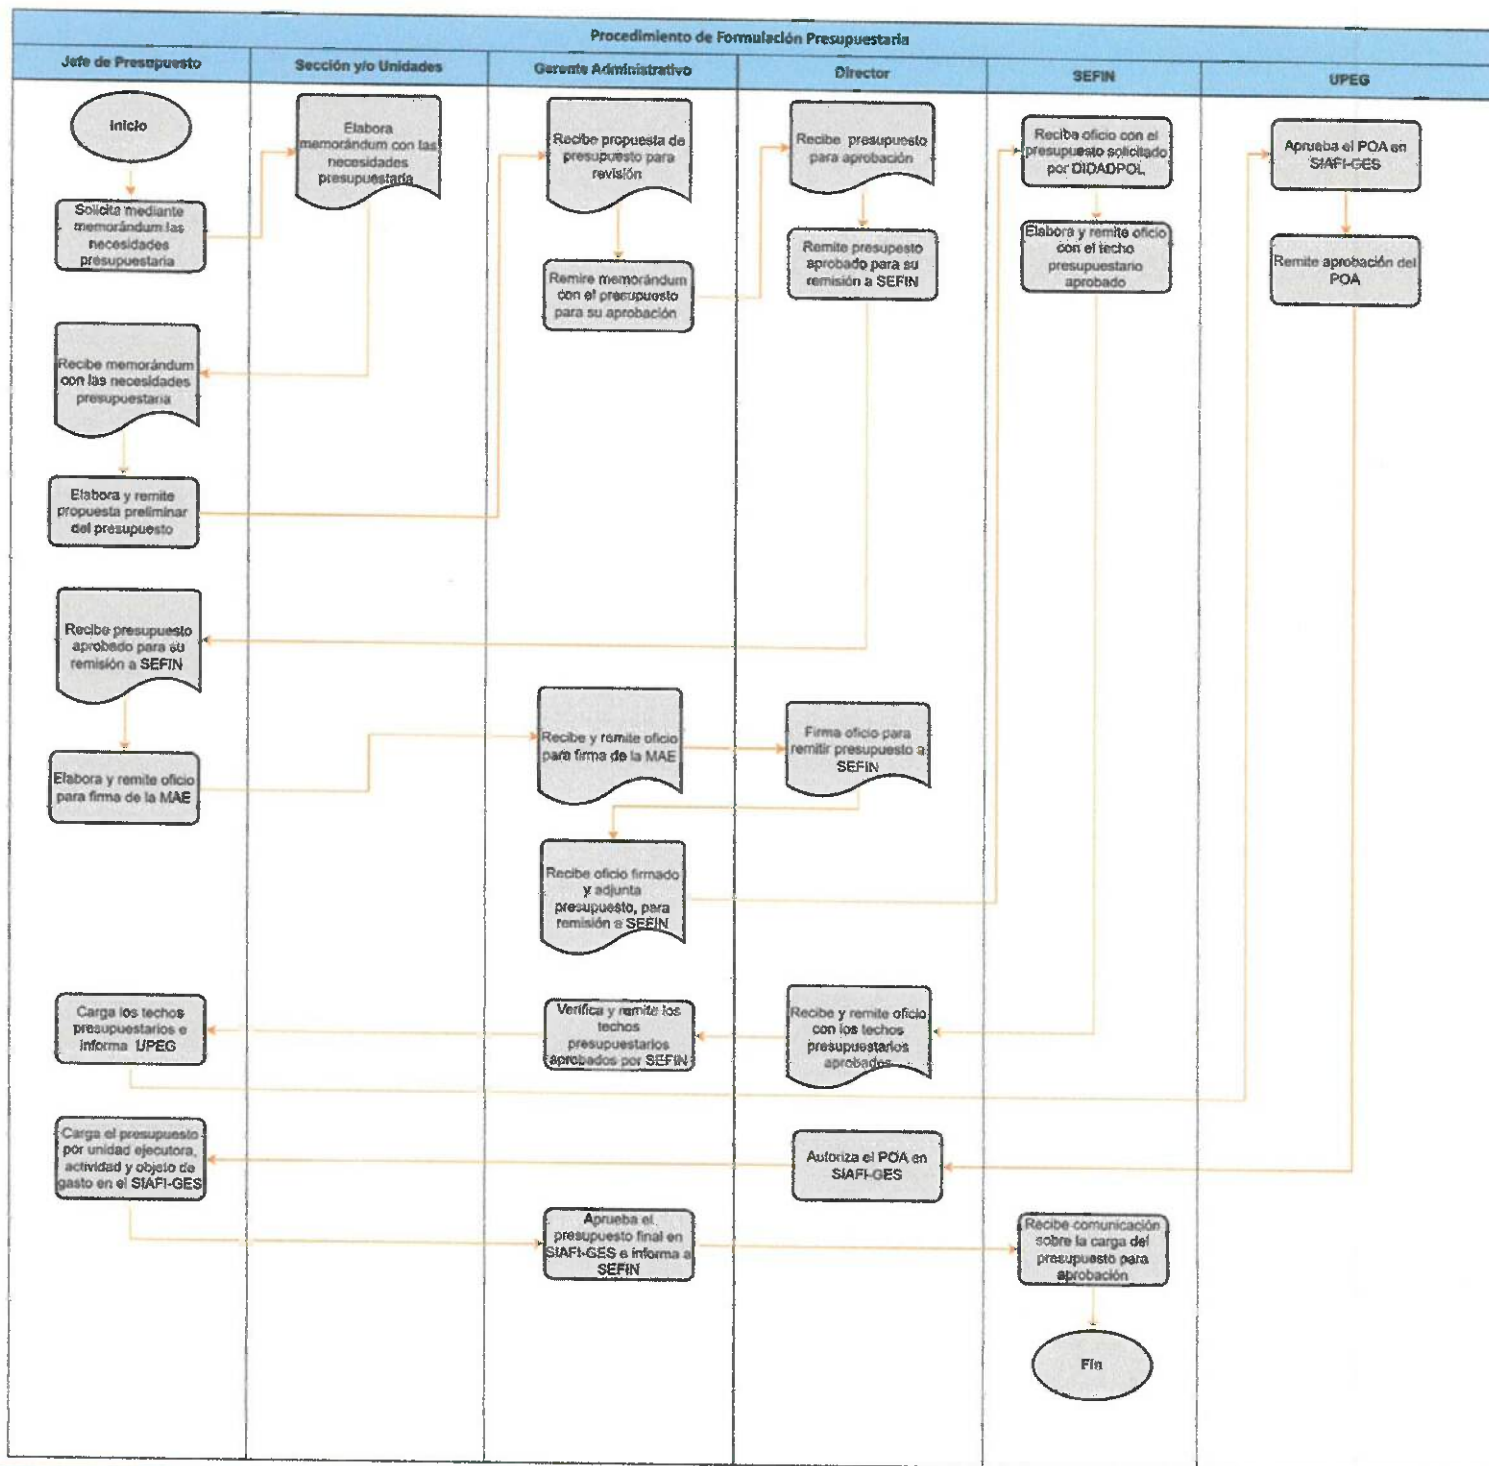 Procedimiento de Formulación Presupuestaria
Jefe de Presupuesto
Sección y/o Unidades
Gerente Administrativo
Director
SEFIN
UPEG
Inicio
Solicita mediante
memorándum las
necesidades
presupuestaria
Elabora
memorándum con las
necesidades
presupuestaria
Recibe memorándum
con las necesidades
presupuestaria
Elabora y remite
propuesta preliminar
del presupuesto
Recibe propuesta de
presupuesto para
revisión
Remire memorándum
con el presupuesto
para su aprobación
Recibe presupuesto
para aprobación
Remite presupesto
aprobado para su
remisión a SEFIN
Recibe presupuesto
aprobado para su
remisión a SEFIN
Elabora y remite oficio
para firma de la MAE
Recibe y remite oficio
para firma de la MAE
Firma oficio para
remitir presupuesto a
SEFIN
Recibe oficio firmado
y adjunta
presupuesto, para
remisión a SEFIN
Reciba oficio con el
presupuesto solicitado
por DIDADPOL
Elabora y remite oficio
con el techo
presupuestario
aprobado
Recibe y remite oficio
con los techos
presupuestarios
aprobados
Verifica y remite los
techos
presupuestarios
aprobados por SEFIN
Carga los techos
presupuestarios e
informa UPEG
Aprueba el POA en
SIAFI-GES
Remite aprobación del
POA
Autoriza el POA en
SIAFI-GES
Carga el presupuesto
por unidad ejecutora,
actividad y objeto de
gasto en el SIAFI-GES
Aprueba el
presupuesto final en
SIAFI-GES e informa a
SEFIN
Recibe comunicación
sobre la carga del
presupuesto para
aprobación
Fin